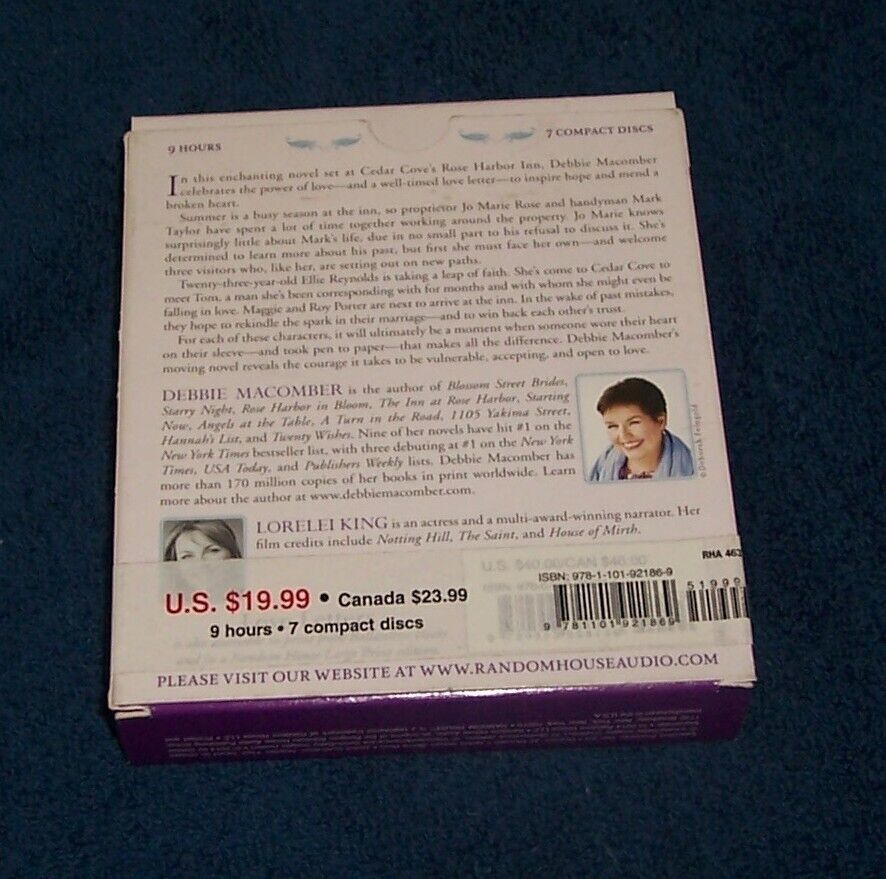 9 HOURS
7 COMPACT DISCS
In this enchanting novel set at Cedar Cove's Rose Harbor Inn, Debbie Macomber
celebrates the power of love—and a well-timed love letter—to inspire hope and mend a
broken heart.
Summer is a busy season at the inn, so proprietor Jo Marie Rose and handyman Mark
Taylor have spent a lot of time together working around the property. Jo Marie knows
surprisingly little about Mark's life, due in no small part to his refusal to discuss it. She's
determined to learn more about his past, but first she must face her own—and welcome
three visitors who, like her, are setting out on new paths.
Twenty-three-year-old Ellie Reynolds is taking a leap of faith. She's come to Cedar Cove to
meet Tom, a man she's been corresponding with for months and with whom she might even be
falling in love. Maggie and Roy Porter are next to arrive at the inn. In the wake of past mistakes,
they hope to rekindle the spark in their marriage—and to win back each other's trust.
For each of these characters, it will ultimately be a moment when someone wore their heart
on their sleeve—and took pen to paper—that makes all the difference. Debbie Macomber's
moving novel reveals the courage it takes to be vulnerable, accepting, and open to love.
DEBBIE MACOMBER is the author of Blossom Street Brides,
Starry Night, Rose Harbor in Bloom, The Inn at Rose Harbor, Starting
Now, Angels at the Table, A Turn in the Road, 1105 Yakima Street,
Hannah's List, and Twenty Wishes. Nine of her novels have hit #1 on the
New York Times bestseller list, with three debuting at #1 on the New York
Times, USA Today, and Publishers Weekly lists. Debbie Macomber has
more than 170 million copies of her books in print worldwide. Learn
more about the author at www.debbiemacomber.com.
© Deborah Feingold
LORELEI KING is an actress and a multi-award-winning narrator. Her
film credits include Notting Hill, The Saint, and House of Mirth.
U.S. $40.00/CAN $46.00
RHA 463
U.S. $19.99 • Canada $23.99
9 hours • 7 compact discs
ISBN: 978-1-101-92186-9
51999
9 781101 921869
PLEASE VISIT OUR WEBSITE AT WWW.RANDOMHOUSEAUDIO.COM